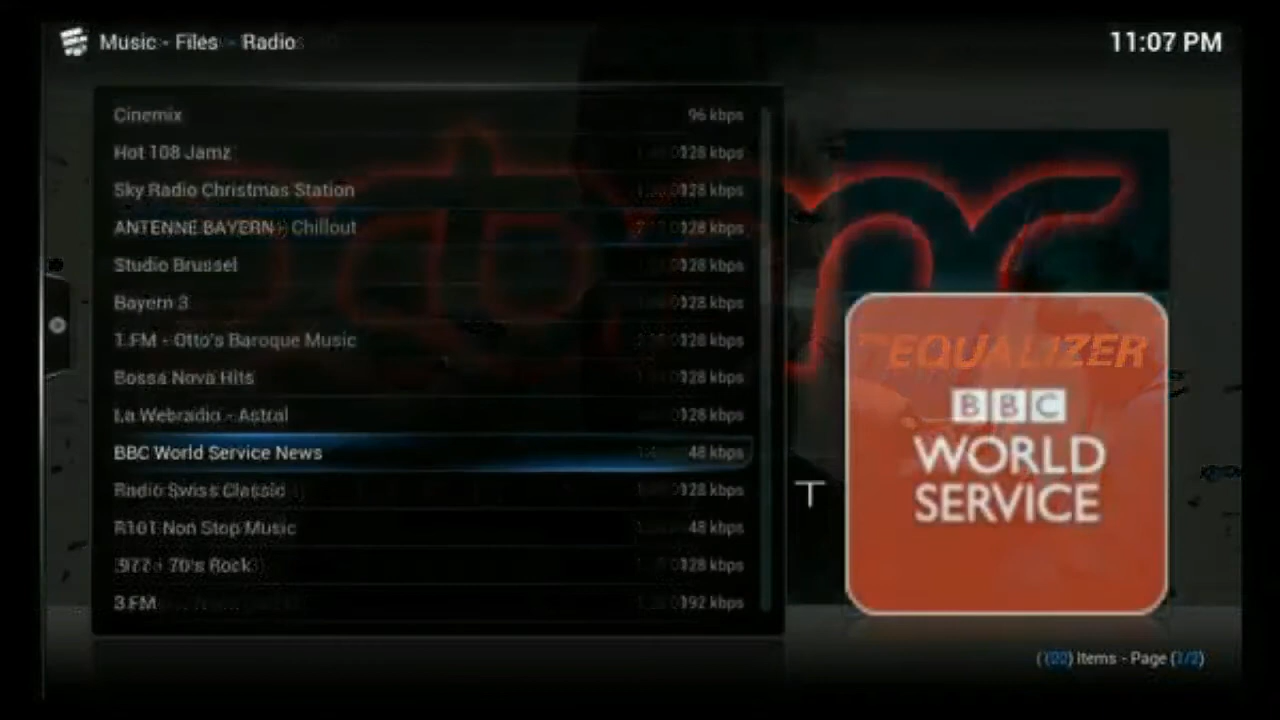 Music - Files - Radio
11:07 PM
Cinemix 96 kbps
Hot 108 Jamz 128 kbps
Sky Radio Christmas Station 128 kbps
ANTENNE BAYERN - Chillout 128 kbps
Studio Brussel 128 kbps
Bayern 3 128 kbps
1.FM - Otto's Baroque Music 128 kbps
Bossa Nova Hits 128 kbps
La Webradio - Astral 128 kbps
BBC World Service News 48 kbps
Radio Swiss Classic 128 kbps
R101 Non Stop Music 48 kbps
.977 - 70's Rock 128 kbps
3FM 192 kbps
EQUALIZER
BBC
WORLD
SERVICE
T
Items - Page (1/2)